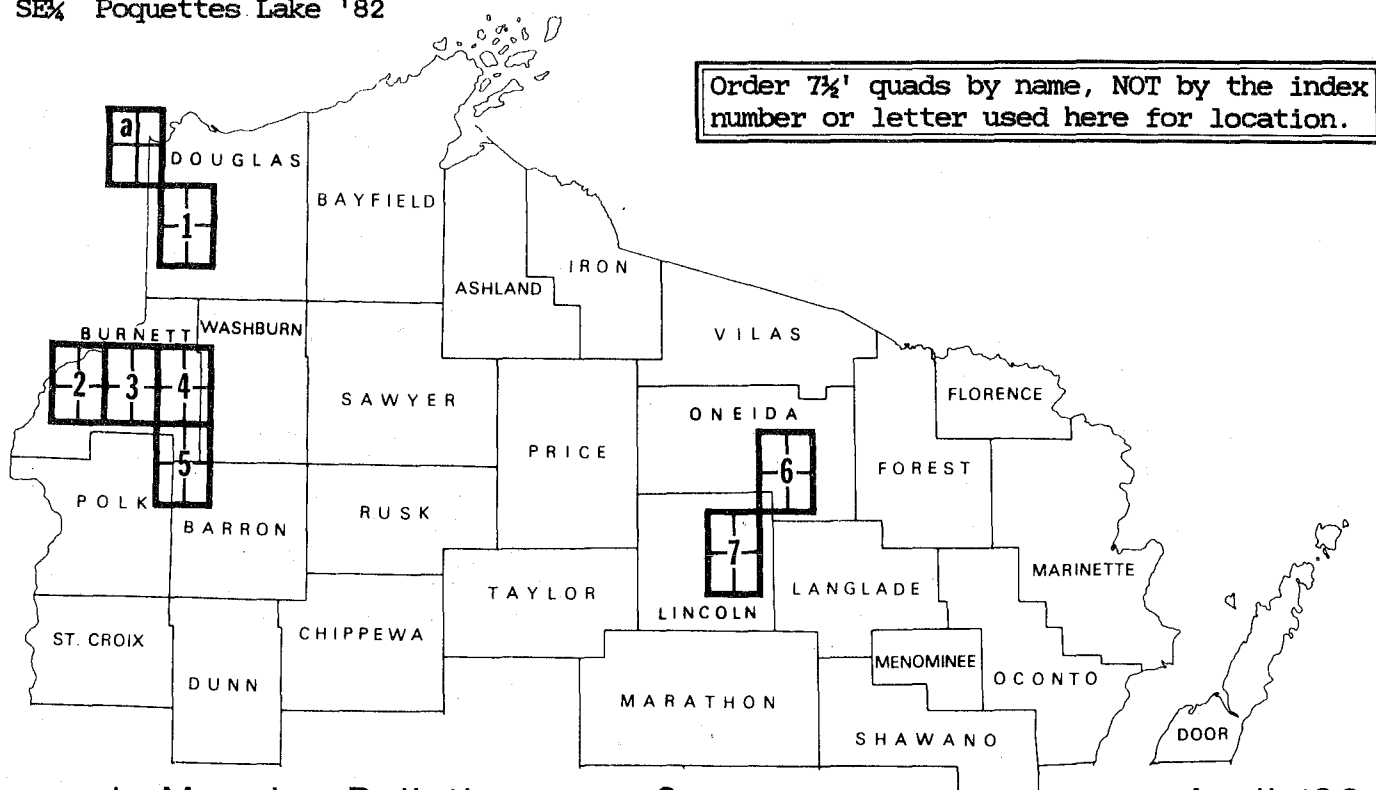 SE¼ Poquettes Lake '82
Order 7½' quads by name, NOT by the index
number or letter used here for location.
a
DOUGLAS
1
BAYFIELD
ASHLAND
IRON
BURNETT
WASHBURN
VILAS
2
3
4
SAWYER
FLORENCE
ONEIDA
PRICE
6
FOREST
5
POLK
BARRON
RUSK
7
MARINETTE
TAYLOR
LANGLADE
LINCOLN
ST. CROIX
CHIPPEWA
MENOMINEE
OCONTO
DUNN
MARATHON
DOOR
SHAWANO